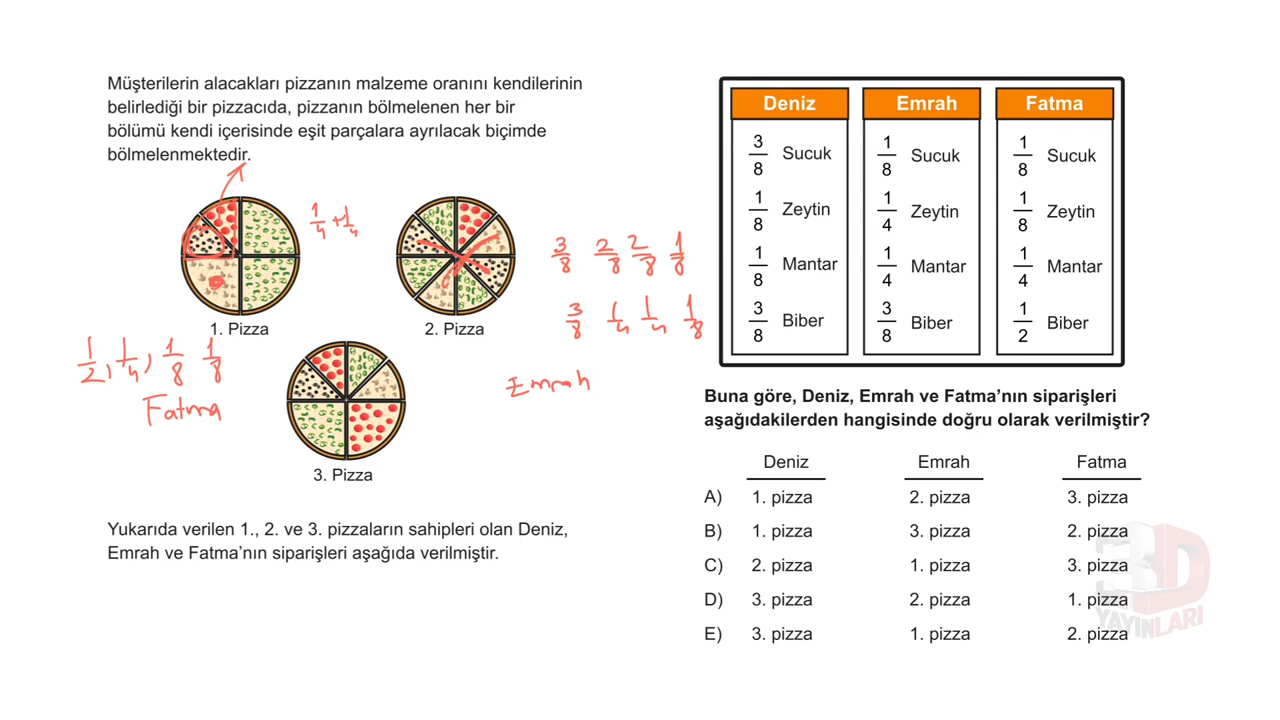 Müşterilerin alacakları pizzanın malzeme oranını kendilerinin
belirlediği bir pizzacıda, pizzanın bölmelenen her bir
bölümü kendi içerisinde eşit parçalara ayrılacak biçimde
bölmelenmektedir.
1/4 + 1/4
1. Pizza
2. Pizza
3/8 2/8 2/8 1/8
3/8 1/4 1/4 1/8
1/2, 1/4, 1/8 1/8
Fatma
Emrah
3. Pizza
Yukarıda verilen 1., 2. ve 3. pizzaların sahipleri olan Deniz,
Emrah ve Fatma'nın siparişleri aşağıda verilmiştir.
Deniz Emrah Fatma
3/8 Sucuk 1/8 Sucuk 1/8 Sucuk
1/8 Zeytin 1/4 Zeytin 1/8 Zeytin
1/8 Mantar 1/4 Mantar 1/4 Mantar
3/8 Biber 3/8 Biber 1/2 Biber
Buna göre, Deniz, Emrah ve Fatma'nın siparişleri
aşağıdakilerden hangisinde doğru olarak verilmiştir?
Deniz Emrah Fatma
A) 1. pizza 2. pizza 3. pizza
B) 1. pizza 3. pizza 2. pizza
C) 2. pizza 1. pizza 3. pizza
D) 3. pizza 2. pizza 1. pizza
E) 3. pizza 1. pizza 2. pizza
3D
YAYINLARI